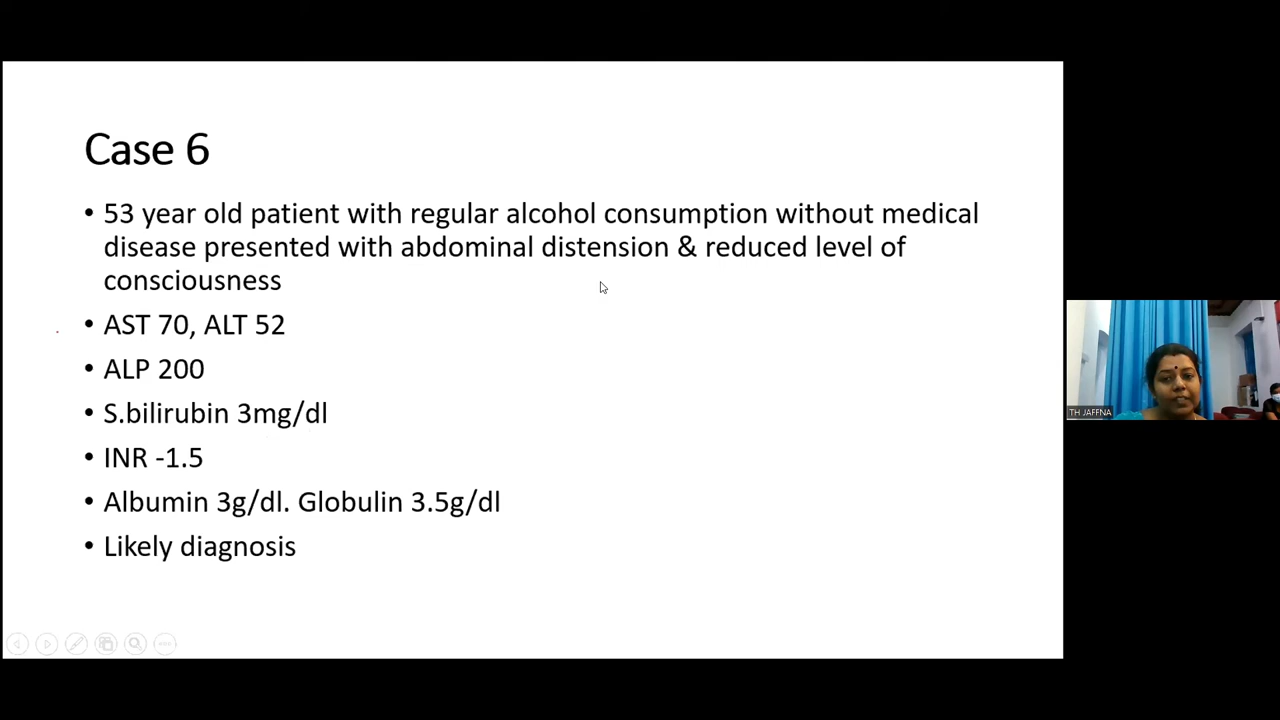 Case 6
• 53 year old patient with regular alcohol consumption without medical
disease presented with abdominal distension & reduced level of
consciousness
• AST 70, ALT 52
• ALP 200
• S.bilirubin 3mg/dl
• INR -1.5
• Albumin 3g/dl. Globulin 3.5g/dl
• Likely diagnosis
TH JAFFNA